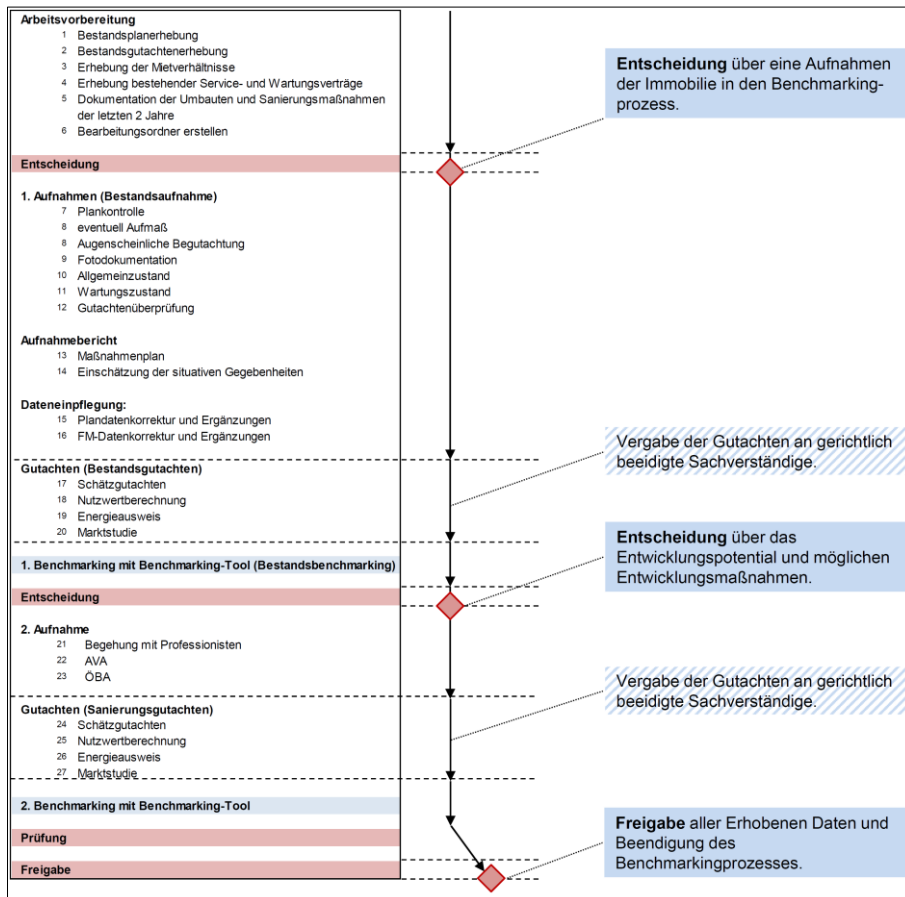 Arbeitsvorbereitung
1 Bestandsplanerhebung
2 Bestandsgutachtenerhebung
3 Erhebung der Mietverhältnisse
4 Erhebung bestehender Service- und Wartungsverträge
5 Dokumentation der Umbauten und Sanierungsmaßnahmen
der letzten 2 Jahre
6 Bearbeitungsordner erstellen
Entscheidung
1. Aufnahmen (Bestandsaufnahme)
7 Plankontrolle
8 eventuell Aufmaß
8 Augenscheinliche Begutachtung
9 Fotodokumentation
10 Allgemeinzustand
11 Wartungszustand
12 Gutachtenüberprüfung
Aufnahmebericht
13 Maßnahmenplan
14 Einschätzung der situativen Gegebenheiten
Dateneinpflegung:
15 Plandatenkorrektur und Ergänzungen
16 FM-Datenkorrektur und Ergänzungen
Gutachten (Bestandsgutachten)
17 Schätzgutachten
18 Nutzwertberechnung
19 Energieausweis
20 Marktstudie
1. Benchmarking mit Benchmarking-Tool (Bestandsbenchmarking)
Entscheidung
2. Aufnahme
21 Begehung mit Professionisten
22 AVA
23 ÖBA
Gutachten (Sanierungsgutachten)
24 Schätzgutachten
25 Nutzwertberechnung
26 Energieausweis
27 Marktstudie
2. Benchmarking mit Benchmarking-Tool
Prüfung
Freigabe
Entscheidung über eine Aufnahmen
der Immobilie in den Benchmarking-
prozess.
Vergabe der Gutachten an gerichtlich
beeidigte Sachverständige.
Entscheidung über das
Entwicklungspotential und möglichen
Entwicklungsmaßnahmen.
Vergabe der Gutachten an gerichtlich
beeidigte Sachverständige.
Freigabe aller Erhobenen Daten und
Beendigung des
Benchmarkingprozesses.